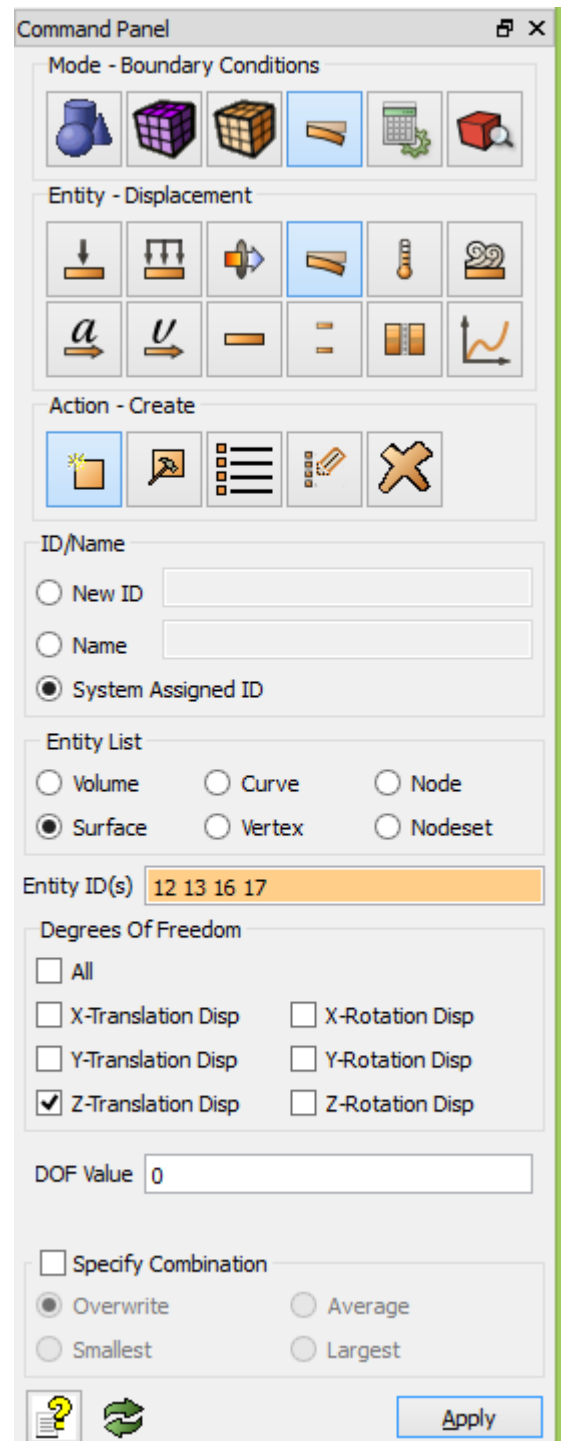 Command Panel
Mode - Boundary Conditions
Entity - Displacement
a
v
Action - Create
ID/Name
New ID
Name
System Assigned ID
Entity List
Volume Curve Node
Surface Vertex Nodeset
Entity ID(s) 12 13 16 17
Degrees Of Freedom
All
X-Translation Disp X-Rotation Disp
Y-Translation Disp Y-Rotation Disp
Z-Translation Disp Z-Rotation Disp
DOF Value 0
Specify Combination
Overwrite Average
Smallest Largest
? Apply